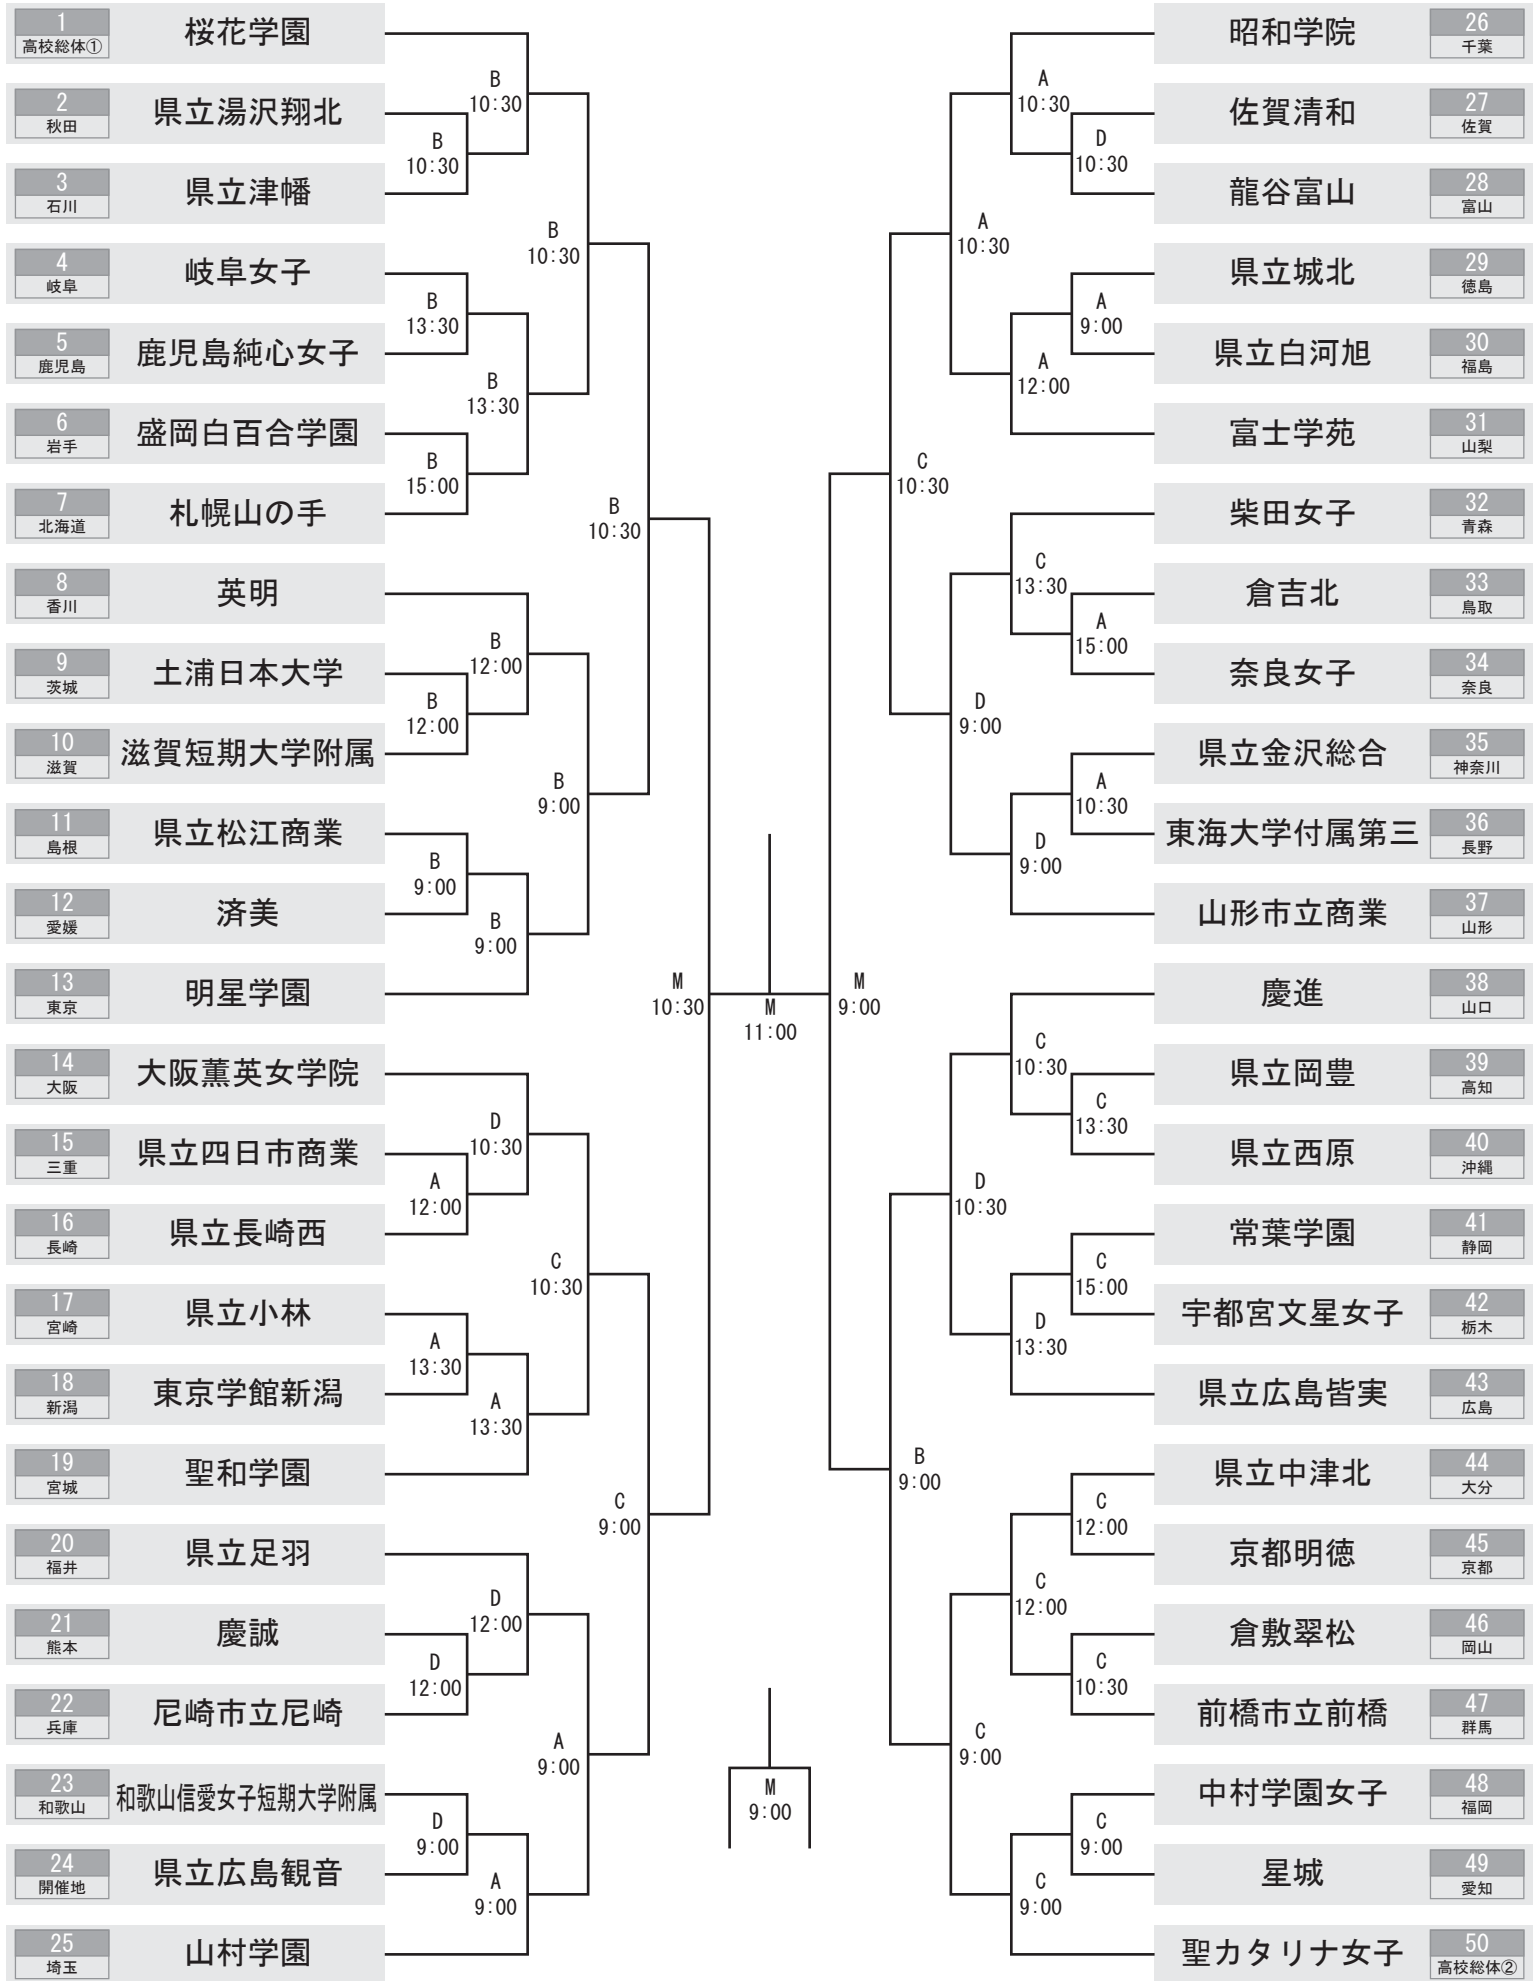 1
高校総体①
桜花学園
2
秋田
県立湯沢翔北
3
石川
県立津幡
4
岐阜
岐阜女子
5
鹿児島
鹿児島純心女子
6
岩手
盛岡白百合学園
7
北海道
札幌山の手
8
香川
英明
9
茨城
土浦日本大学
10
滋賀
滋賀短期大学附属
11
島根
県立松江商業
12
愛媛
済美
13
東京
明星学園
14
大阪
大阪薫英女学院
15
三重
県立四日市商業
16
長崎
県立長崎西
17
宮崎
県立小林
18
新潟
東京学館新潟
19
宮城
聖和学園
20
福井
県立足羽
21
熊本
慶誠
22
兵庫
尼崎市立尼崎
23
和歌山
和歌山信愛女子短期大学附属
24
開催地
県立広島観音
25
埼玉
山村学園
B
10:30
B
13:30
B
15:00
B
12:00
B
9:00
A
12:00
A
13:30
D
12:00
D
9:00
B
10:30
B
13:30
B
12:00
B
9:00
D
10:30
A
13:30
D
12:00
A
9:00
B
10:30
B
9:00
C
10:30
A
9:00
B
10:30
C
9:00
M
10:30
M
11:00
M
9:00
M
9:00
C
10:30
B
9:00
A
10:30
D
9:00
D
10:30
C
9:00
A
10:30
A
12:00
C
13:30
D
9:00
C
10:30
D
13:30
C
12:00
C
9:00
D
10:30
A
9:00
A
15:00
A
10:30
C
13:30
C
15:00
C
12:00
C
10:30
C
9:00
昭和学院
26
千葉
佐賀清和
27
佐賀
龍谷富山
28
富山
県立城北
29
徳島
県立白河旭
30
福島
富士学苑
31
山梨
柴田女子
32
青森
倉吉北
33
鳥取
奈良女子
34
奈良
県立金沢総合
35
神奈川
東海大学付属第三
36
長野
山形市立商業
37
山形
慶進
38
山口
県立岡豊
39
高知
県立西原
40
沖縄
常葉学園
41
静岡
宇都宮文星女子
42
栃木
県立広島皆実
43
広島
県立中津北
44
大分
京都明徳
45
京都
倉敷翠松
46
岡山
前橋市立前橋
47
群馬
中村学園女子
48
福岡
星城
49
愛知
聖カタリナ女子
50
高校総体②